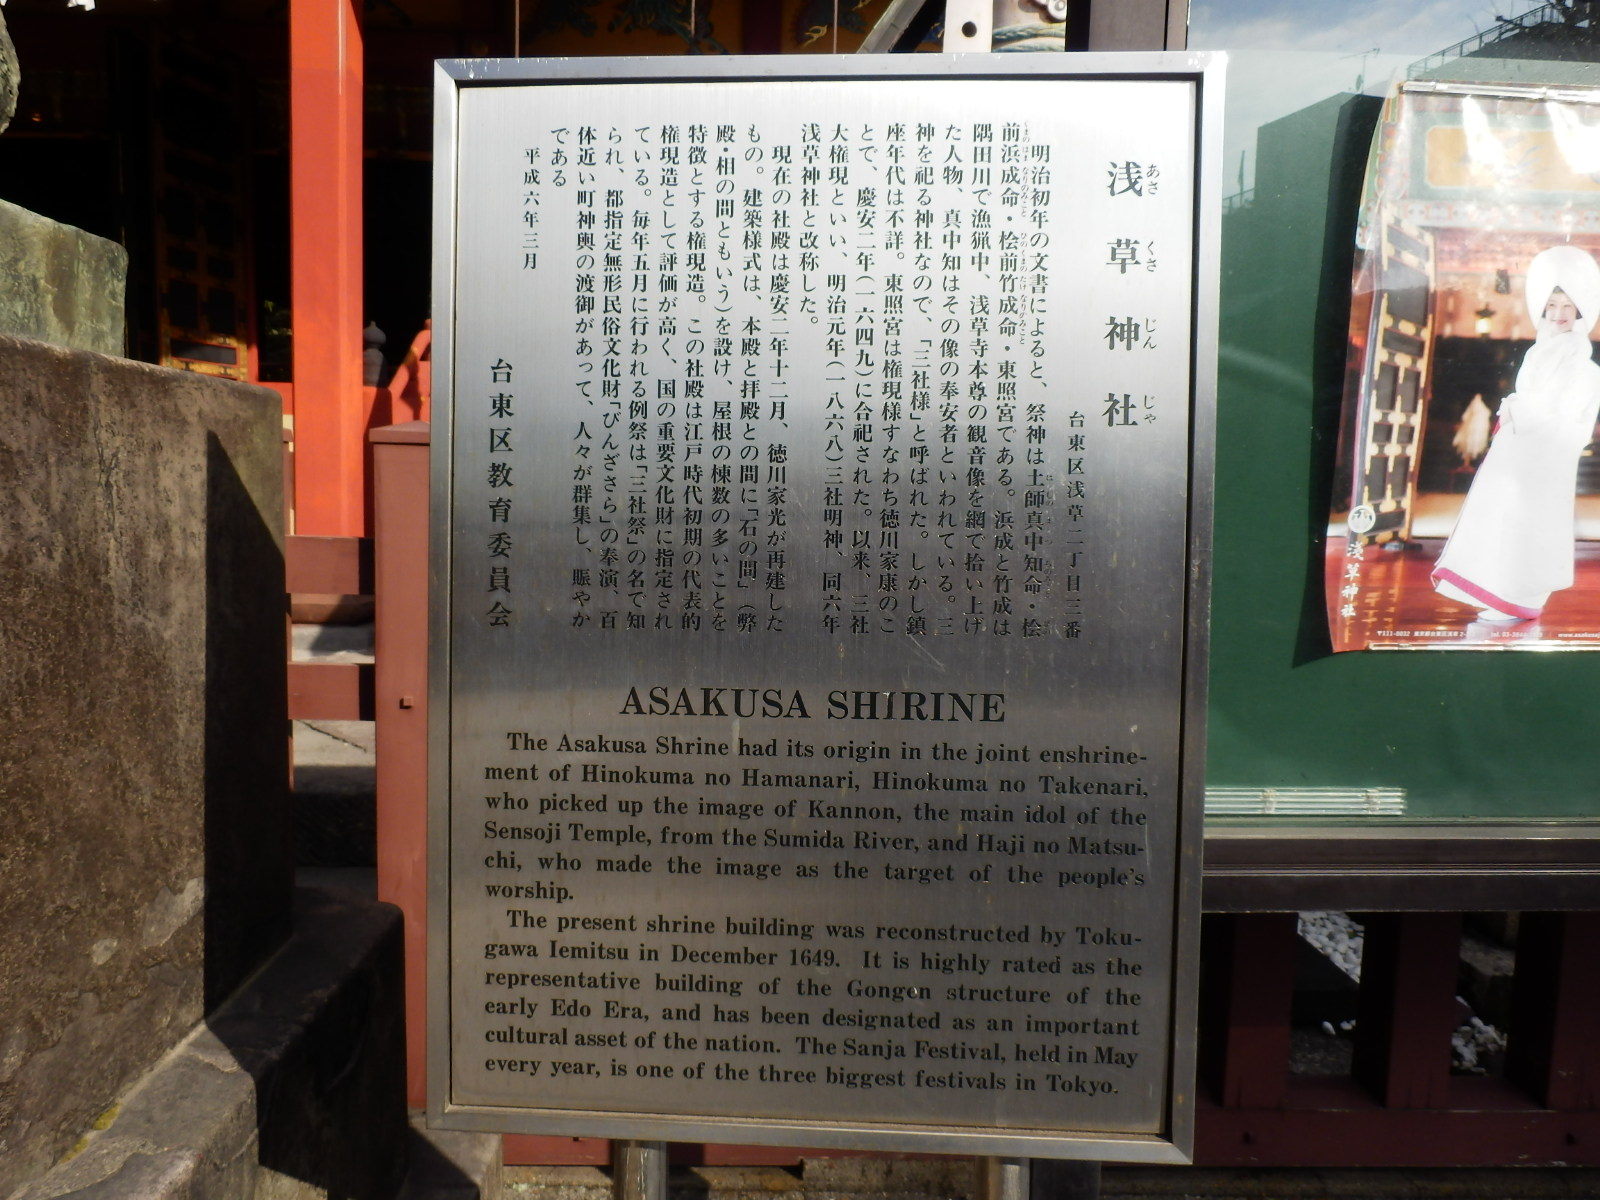 浅草神社
あさ くさ じん じゃ
台東区浅草二丁目三番
明治初年の文書によると、祭神は土師真中知命・桧
前浜成命・桧前竹成命・東照宮である。浜成と竹成は
隅田川で漁猟中、浅草寺本尊の観音像を網で拾い上げ
た人物、真中知はその像の奉安者といわれている。三
神を祀る神社なので、「三社様」と呼ばれた。しかし鎮
座年代は不詳。東照宮は権現様すなわち徳川家康のこ
とで、慶安二年(一六四九)に合祀された。以来、三社
大権現といい、明治元年(一八六八)三社明神、同六年
浅草神社と改称した。
現在の社殿は慶安二年十二月、徳川家光が再建した
もの。建築様式は、本殿と拝殿との間に「石の間」(弊
殿・相の間ともいう)を設け、屋根の棟数の多いことを
特徴とする権現造。この社殿は江戸時代初期の代表的
権現造として評価が高く、国の重要文化財に指定され
ている。毎年五月に行われる例祭は「三社祭」の名で知
られ、都指定無形民俗文化財「びんざさら」の奉演、百
体近い町神輿の渡御があって、人々が群集し、賑やか
である
平成六年三月
台東区教育委員会
ASAKUSA SHIRINE
The Asakusa Shrine had its origin in the joint enshrine-
ment of Hinokuma no Hamanari, Hinokuma no Takenari,
who picked up the image of Kannon, the main idol of the
Sensoji Temple, from the Sumida River, and Haji no Matsu-
chi, who made the image as the target of the people's
worship.
The present shrine building was reconstructed by Toku-
gawa Iemitsu in December 1649. It is highly rated as the
representative building of the Gongen structure of the
early Edo Era, and has been designated as an important
cultural asset of the nation. The Sanja Festival, held in May
every year, is one of the three biggest festivals in Tokyo.
浅草神社